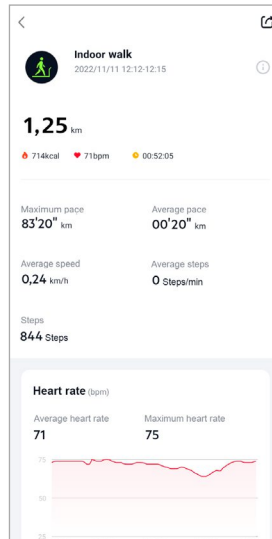 Indoor walk
2022/11/11 12:12-12:15
1,25 km
714kcal 71bpm 00:52:05
Maximum pace Average pace
83'20" km 00'20" km
Average speed Average steps
0,24 km/h 0 Steps/min
Steps
844 Steps
Heart rate (bpm)
Average heart rate Maximum heart rate
71 75
75
50
25